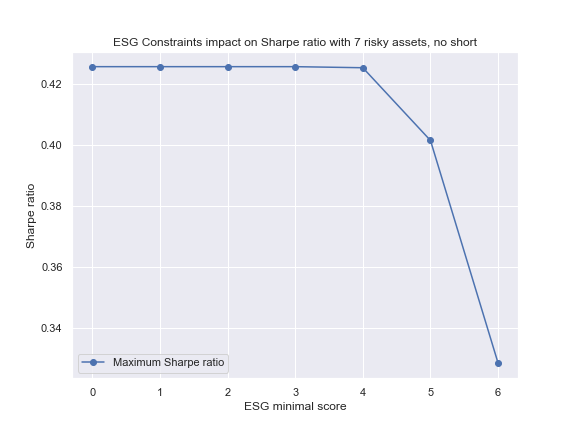 ESG Constraints impact on Sharpe ratio with 7 risky assets, no short
Sharpe ratio
0.42
0.40
0.38
0.36
0.34
Maximum Sharpe ratio
0 1 2 3 4 5 6
ESG minimal score